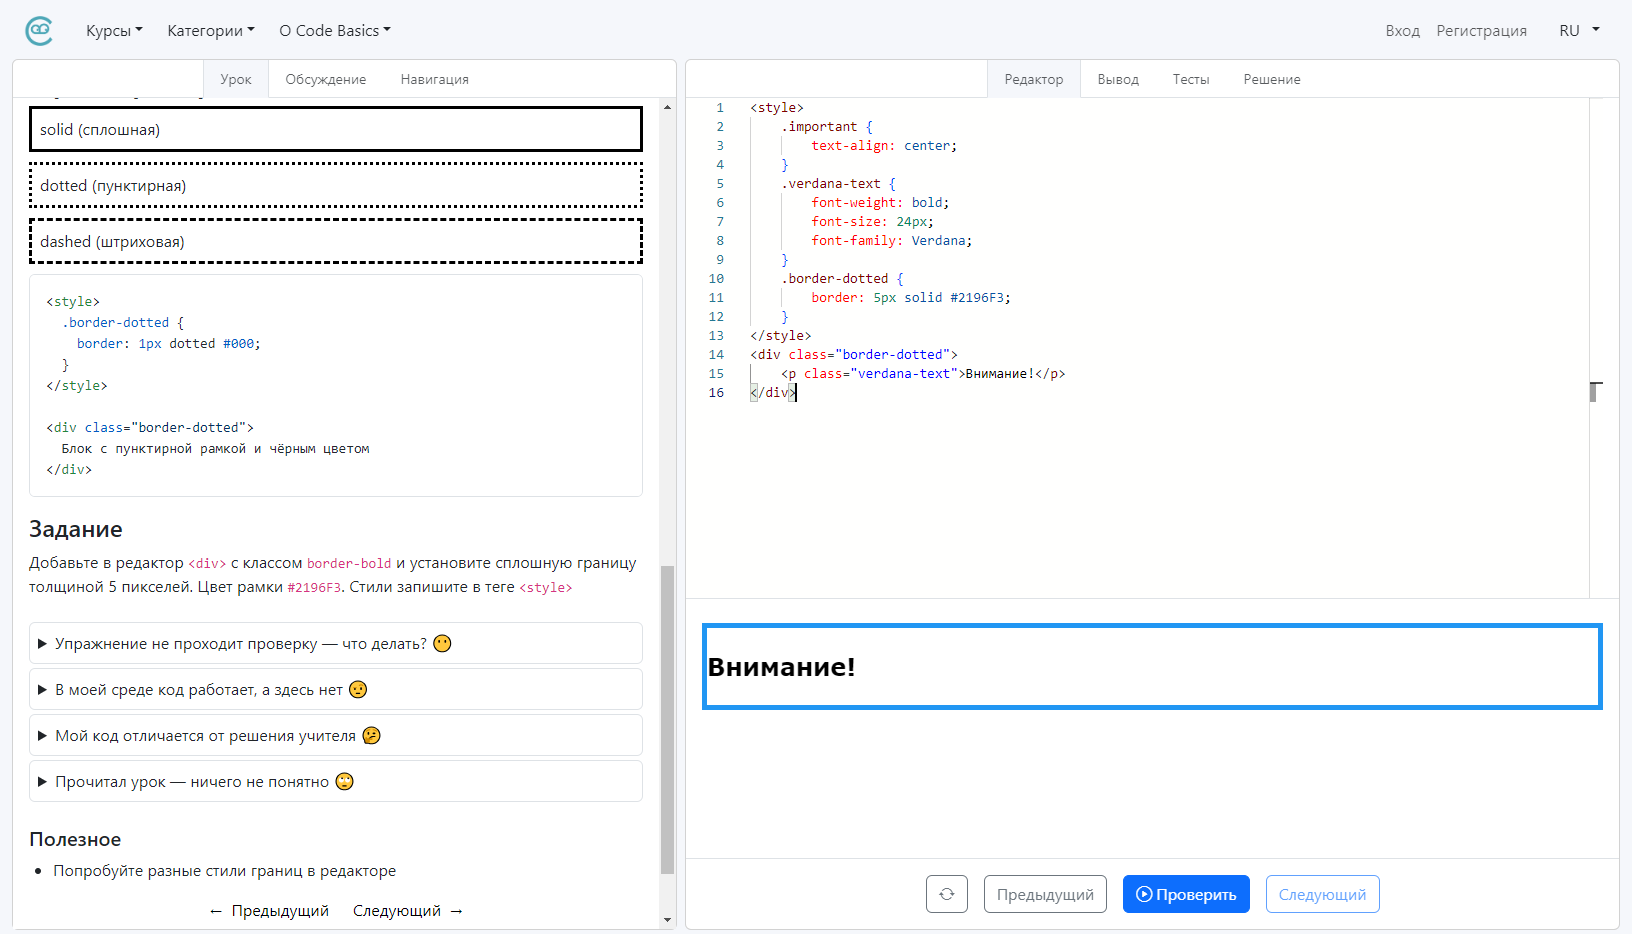 Курсы Категории О Code Basics Вход Регистрация RU
Урок Обсуждение Навигация
solid (сплошная)
dotted (пунктирная)
dashed (штриховая)
<style>
  .border-dotted {
    border: 1px dotted #000;
  }
</style>
<div class="border-dotted">
  Блок с пунктирной рамкой и чёрным цветом
</div>
Задание
Добавьте в редактор <div> с классом border-bold и установите сплошную границу
толщиной 5 пикселей. Цвет рамки #2196F3. Стили запишите в теге <style>
Упражнение не проходит проверку — что делать? 😶
В моей среде код работает, а здесь нет 🤨
Мой код отличается от решения учителя 🤔
Прочитал урок — ничего не понятно 🙄
Полезное
• Попробуйте разные стили границ в редакторе
← Предыдущий Следующий →
Редактор Вывод Тесты Решение
1 <style>
2     .important {
3         text-align: center;
4     }
5     .verdana-text {
6         font-weight: bold;
7         font-size: 24px;
8         font-family: Verdana;
9     }
10     .border-dotted {
11         border: 5px solid #2196F3;
12     }
13 </style>
14 <div class="border-dotted">
15     <p class="verdana-text">Внимание!</p>
16 </div>
Внимание!
Предыдущий Проверить Следующий